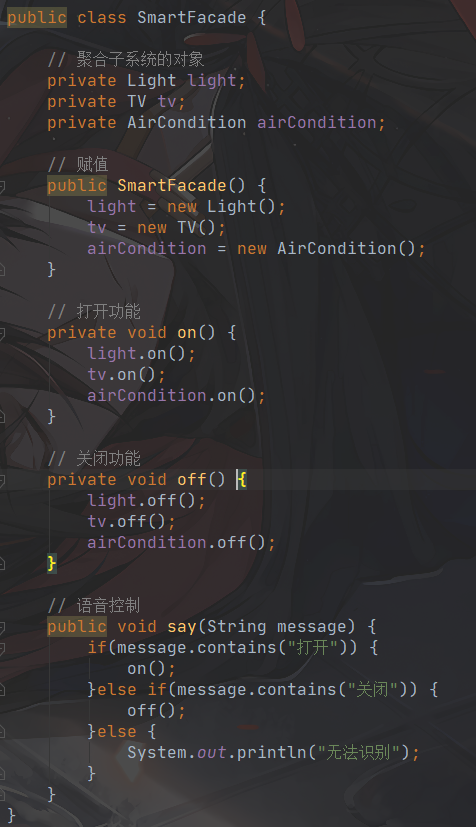 public class SmartFacade {
// 聚合子系统的对象
private Light light;
private TV tv;
private AirCondition airCondition;
// 赋值
public SmartFacade() {
light = new Light();
tv = new TV();
airCondition = new AirCondition();
}
// 打开功能
private void on() {
light.on();
tv.on();
airCondition.on();
}
// 关闭功能
private void off() {
light.off();
tv.off();
airCondition.off();
}
// 语音控制
public void say(String message) {
if(message.contains("打开")) {
on();
}else if(message.contains("关闭")) {
off();
}else {
System.out.println("无法识别");
}
}
}